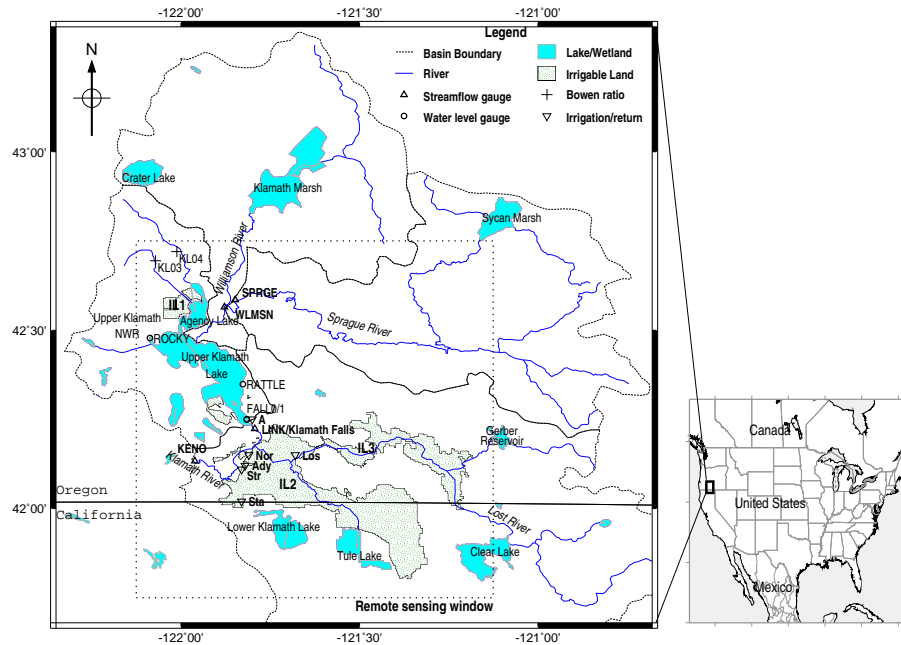 -122°00'
-121°30'
-121°00'
Legend
Basin Boundary
Lake/Wetland
River
Irrigable Land
Streamflow gauge
Bowen ratio
Water level gauge
Irrigation/return
N
43°00'
42°30'
42°00'
Crater Lake
Klamath Marsh
Sycan Marsh
Williamson River
KL04
KL03
SPRGE
WLMSN
IL1
Agency Lake
Upper Klamath
NWR
ROCKY
Sprague River
Upper Klamath
Lake
RATTLE
A
LINK/Klamath Falls
KENO
Klamath River
Nor
Los
IL3
Gerber
Reservoir
Ady
Str
IL2
Sta
Oregon
California
Lost River
Lower Klamath Lake
Tule Lake
Clear Lake
Remote sensing window
-122°00'
-121°30'
-121°00'
Canada
United States
Mexico